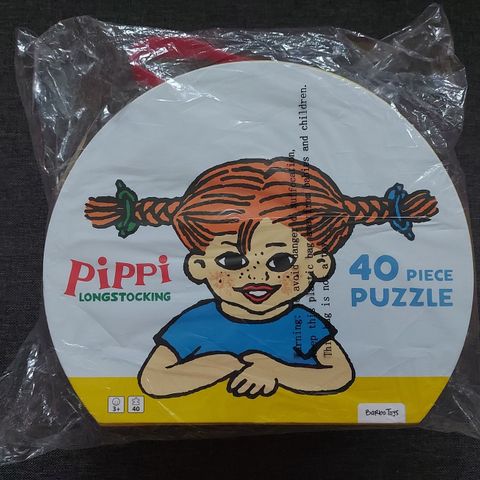 PiPPi
LONGSTOCKING
40 PIECE
PUZZLE
Warning: avoid danger of suffocation,
keep this plastic bag away from babies and children.
This bag is not a
3+
40
BARBO TOYS